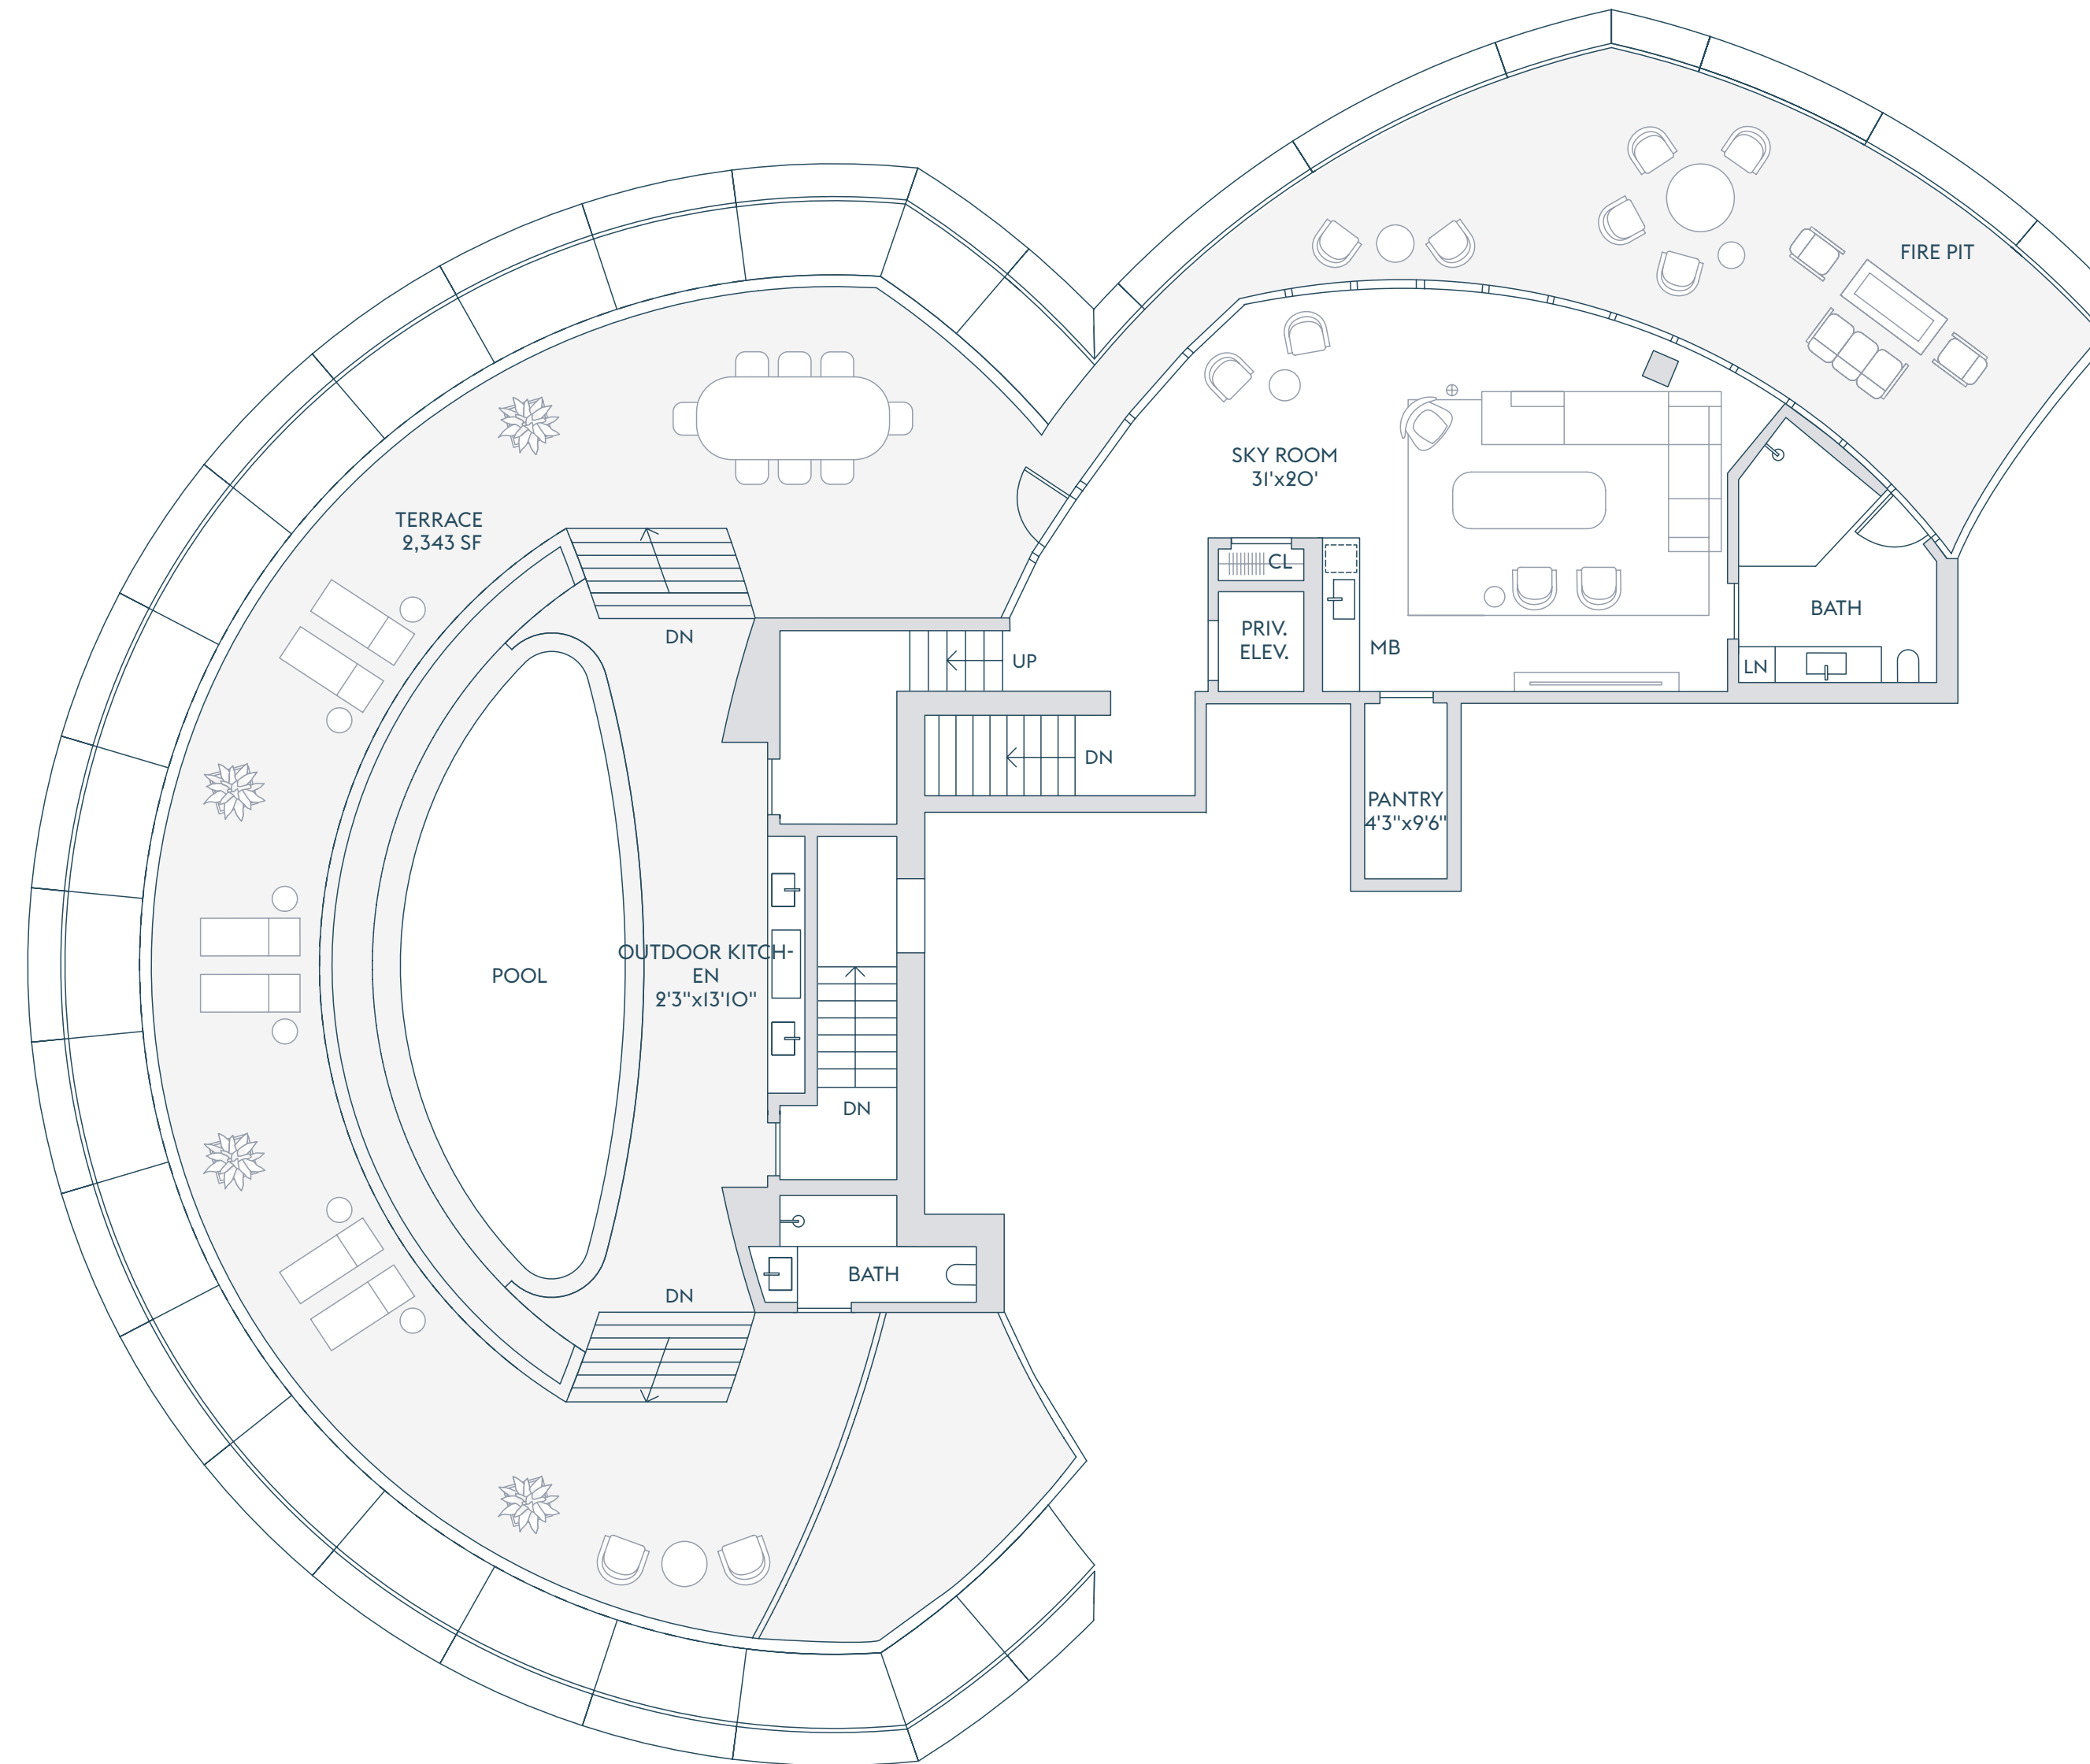 FIRE PIT
SKY ROOM
31'x20'
TERRACE
2,343 SF
CL
BATH
DN
PRIV.
ELEV.
MB
UP
LN
DN
PANTRY
4'3"x9'6"
OUTDOOR KITCH-
EN
2'3"x13'10"
POOL
DN
BATH
DN